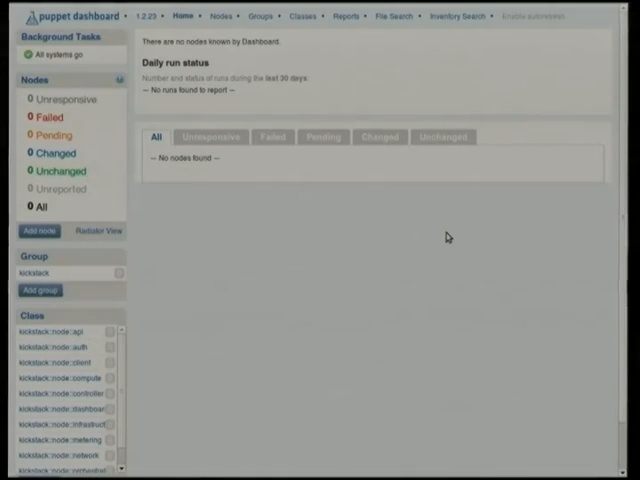 puppet dashboard • 1.2.23 • Home • Nodes • Groups • Classes • Reports • File Search • Inventory Search • Enable autorefresh
Background Tasks
All systems go
Nodes
0 Unresponsive
0 Failed
0 Pending
0 Changed
0 Unchanged
0 Unreported
0 All
Add node
Radiator View
Group
kickstack
Add group
Class
kickstack::node::api
kickstack::node::auth
kickstack::node::client
kickstack::node::compute
kickstack::node::controller
kickstack::node::dashboar
kickstack::node::infrastruct
kickstack::node::metering
kickstack::node::network
kickstack::node::orchestrat
There are no nodes known by Dashboard.
Daily run status
Number and status of runs during the last 30 days:
— No runs found to report —
All
Unresponsive
Failed
Pending
Changed
Unchanged
— No nodes found —